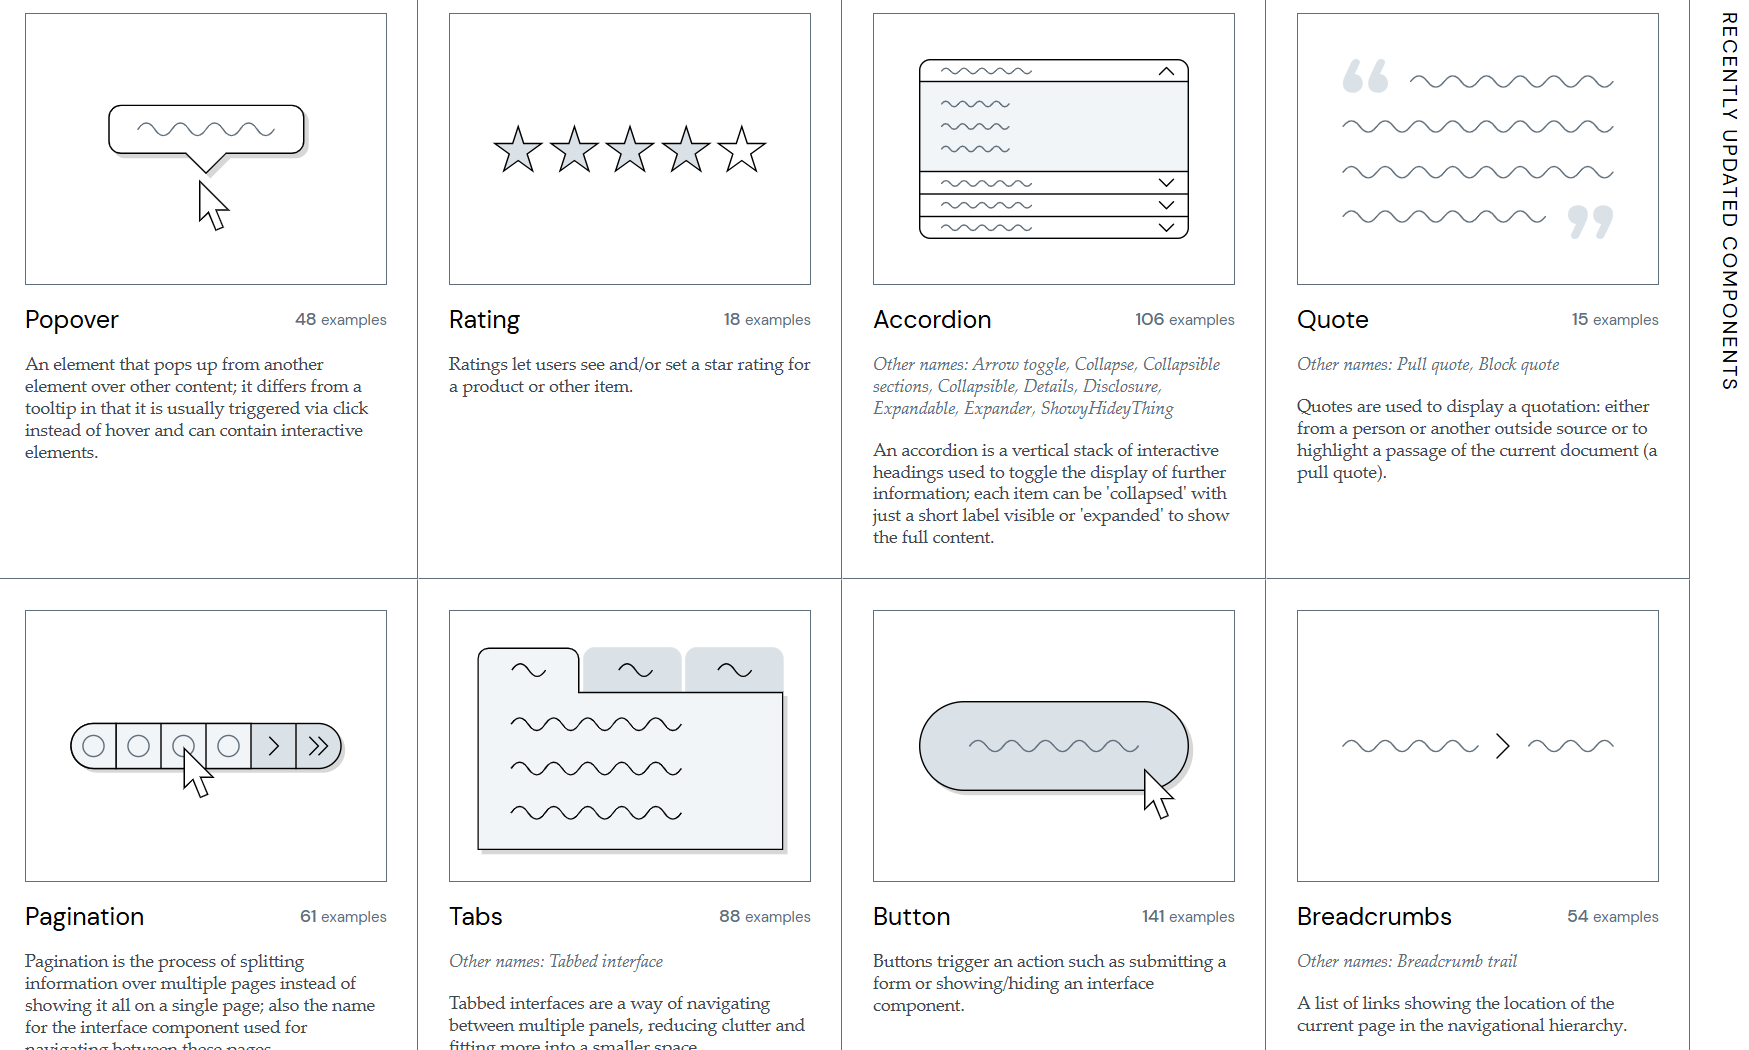 Popover
48 examples
An element that pops up from another
element over other content; it differs from a
tooltip in that it is usually triggered via click
instead of hover and can contain interactive
elements.
Rating
18 examples
Ratings let users see and/or set a star rating for
a product or other item.
Accordion
106 examples
Other names: Arrow toggle, Collapse, Collapsible
sections, Collapsible, Details, Disclosure,
Expandable, Expander, ShowyHideyThing
An accordion is a vertical stack of interactive
headings used to toggle the display of further
information; each item can be 'collapsed' with
just a short label visible or 'expanded' to show
the full content.
Quote
15 examples
Other names: Pull quote, Block quote
Quotes are used to display a quotation: either
from a person or another outside source or to
highlight a passage of the current document (a
pull quote).
Pagination
61 examples
Pagination is the process of splitting
information over multiple pages instead of
showing it all on a single page; also the name
for the interface component used for
navigating between these pages.
Tabs
88 examples
Other names: Tabbed interface
Tabbed interfaces are a way of navigating
between multiple panels, reducing clutter and
fitting more into a smaller space.
Button
141 examples
Buttons trigger an action such as submitting a
form or showing/hiding an interface
component.
Breadcrumbs
54 examples
Other names: Breadcrumb trail
A list of links showing the location of the
current page in the navigational hierarchy.
RECENTLY UPDATED COMPONENTS